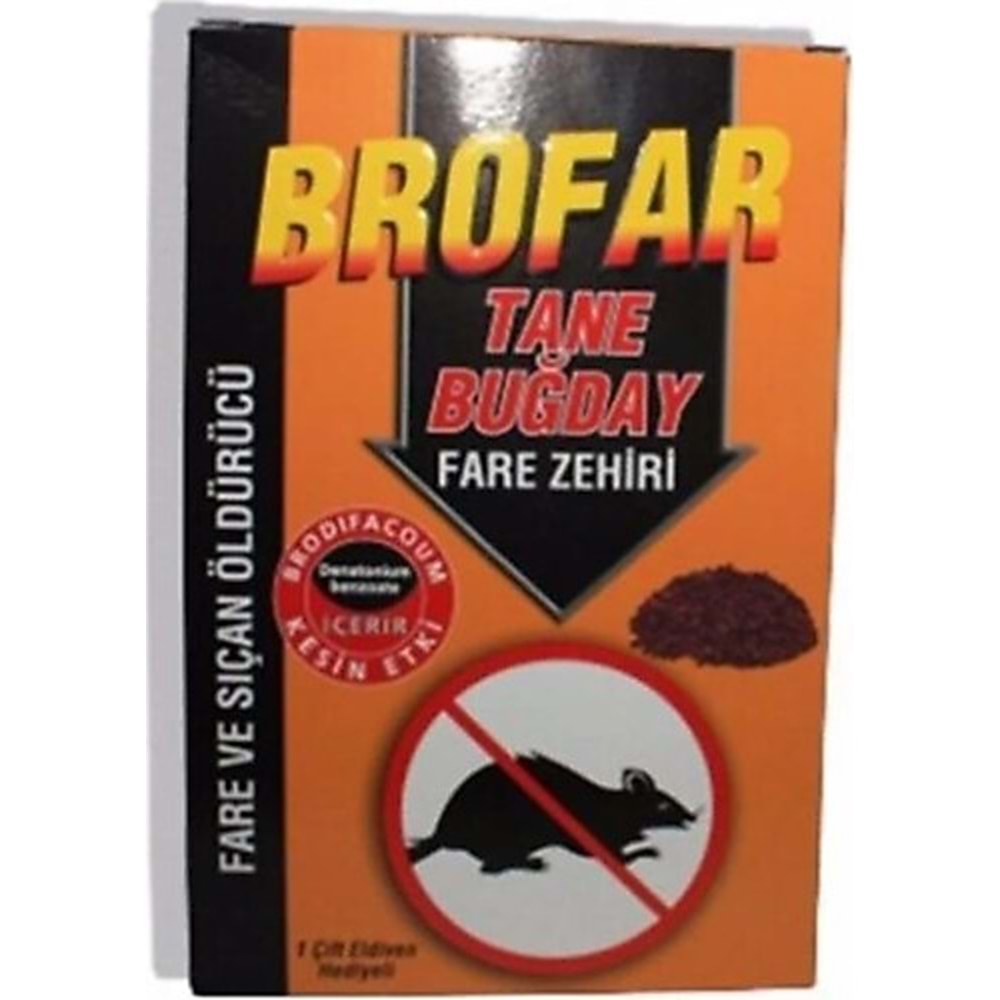 BROFAR
TANE
BUĞDAY
FARE ZEHİRİ
FARE VE SIÇAN ÖLDÜRÜCÜ
BRODIFACOUM
Denatonium
benzoate
İÇERİR
KESİN ETKİ
1 Çift Eldiven
Hediyeli